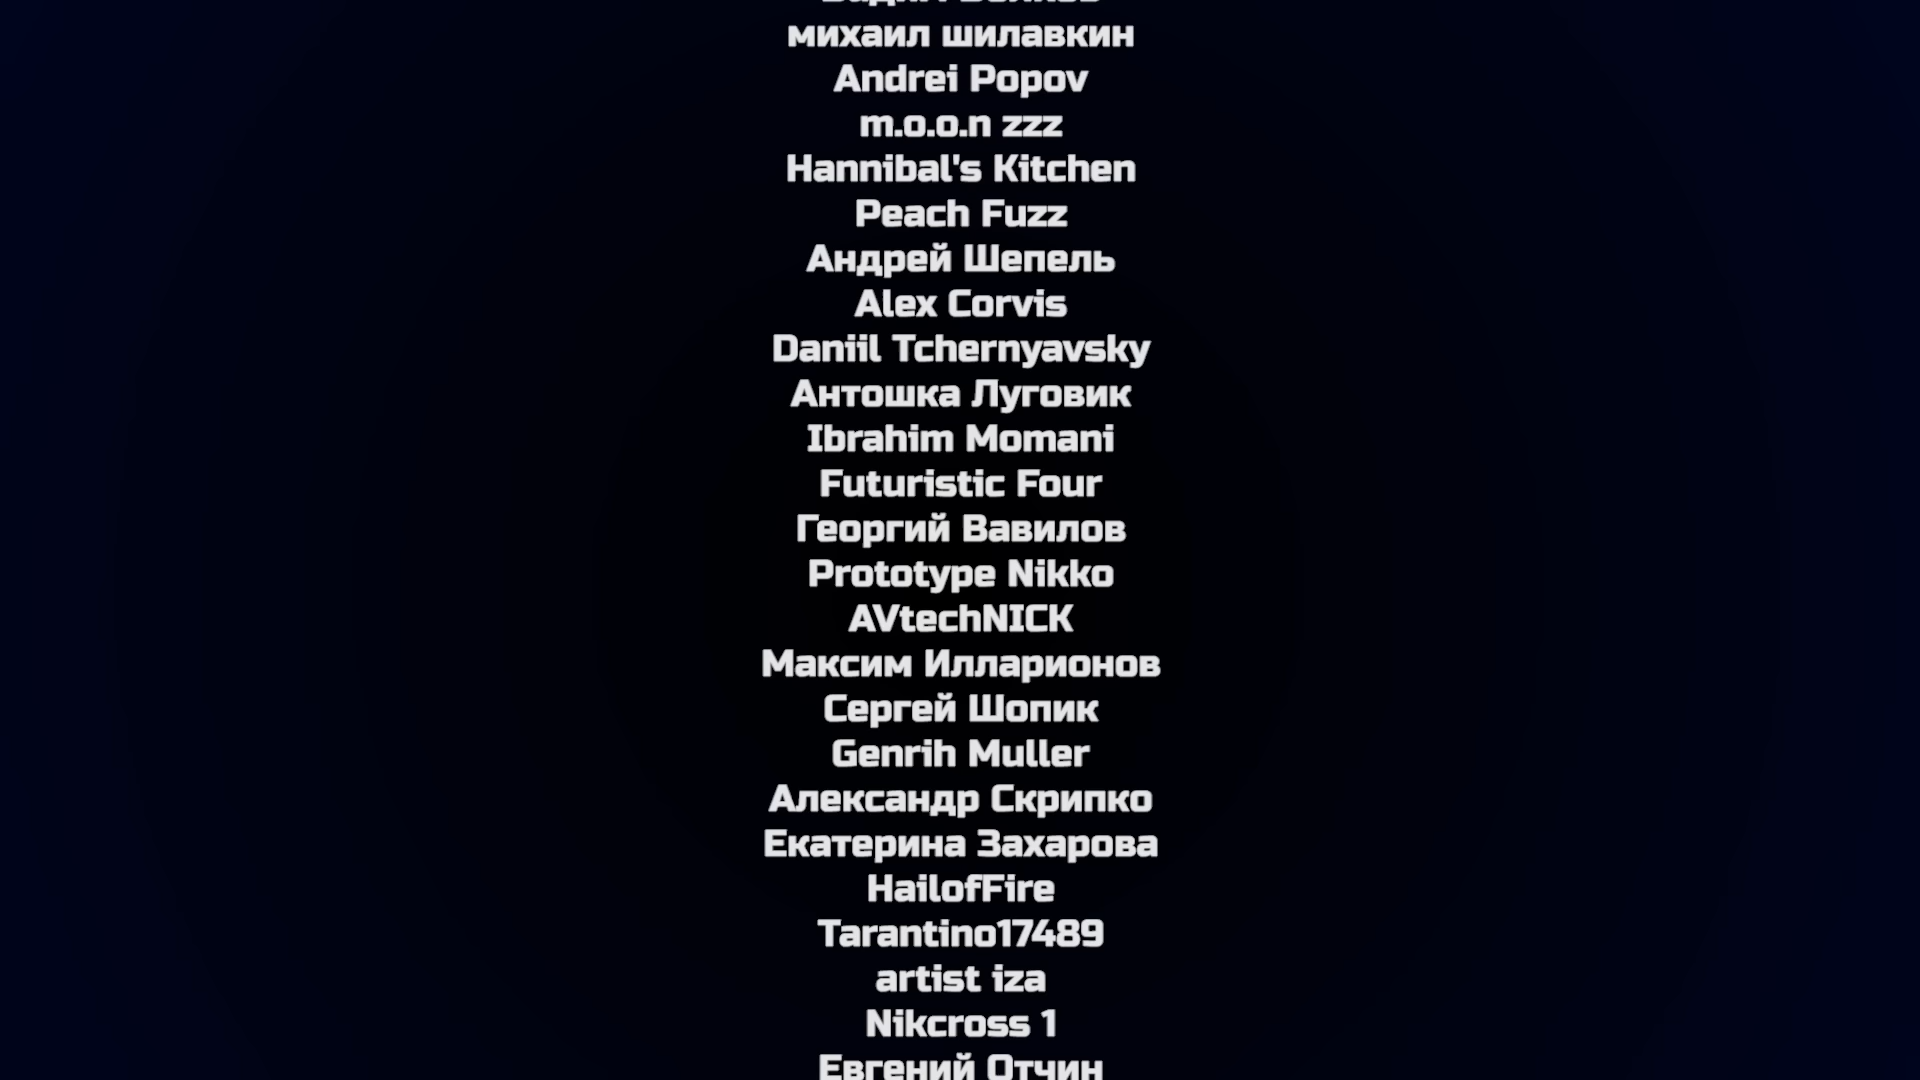 михаил шилавкин
Andrei Popov
m.o.o.n zzz
Hannibal's Kitchen
Peach Fuzz
Андрей Шепель
Alex Corvis
Daniil Tchernyavsky
Антошка Луговик
Ibrahim Momani
Futuristic Four
Георгий Вавилов
Prototype Nikko
AVtechNICK
Максим Илларионов
Сергей Шопик
Genrih Muller
Александр Скрипко
Екатерина Захарова
HailofFire
Tarantino17489
artist iza
Nikcross 1
Евгений Отчин